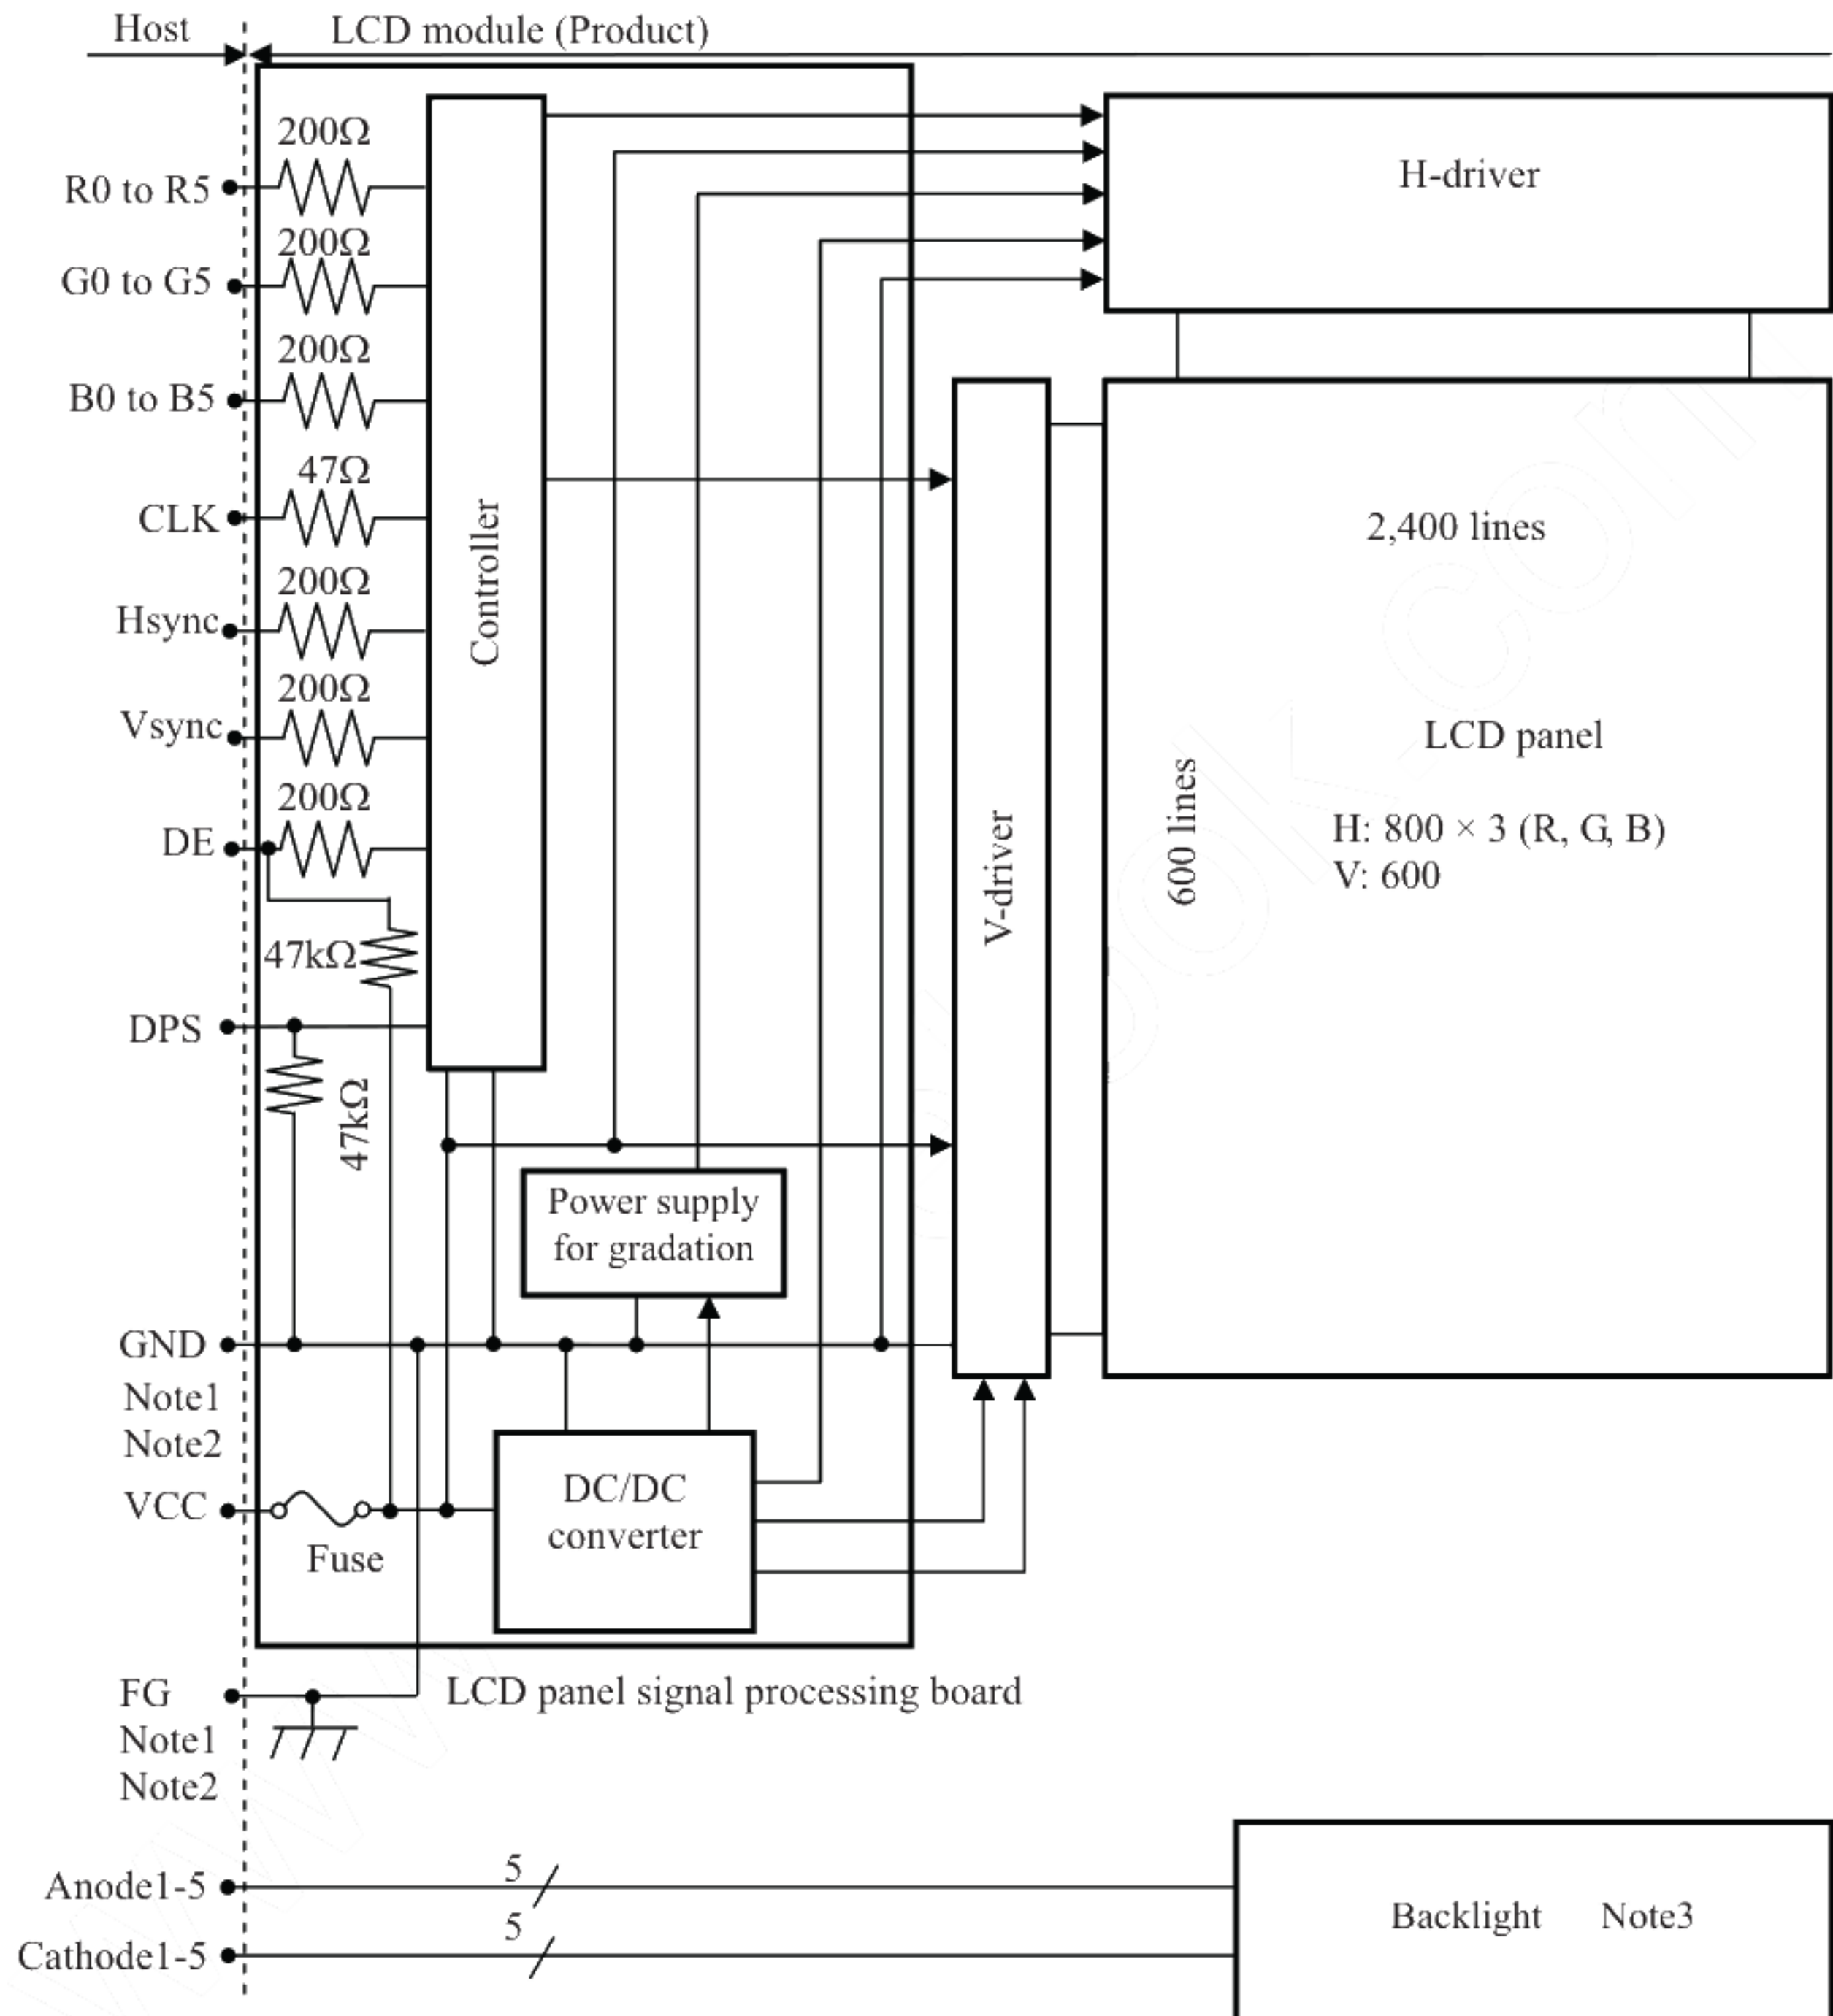 Host
LCD module (Product)
200Ω
R0 to R5
200Ω
G0 to G5
200Ω
B0 to B5
47Ω
CLK
200Ω
Hsync
200Ω
Vsync
200Ω
DE
47kΩ
DPS
47kΩ
GND
Note1
Note2
VCC
Fuse
FG
Note1
Note2
Anode1-5
5
Cathode1-5
5
Controller
Power supply
for gradation
DC/DC
converter
LCD panel signal processing board
H-driver
V-driver
2,400 lines
600 lines
LCD panel
H: 800 × 3 (R, G, B)
V: 600
Backlight Note3